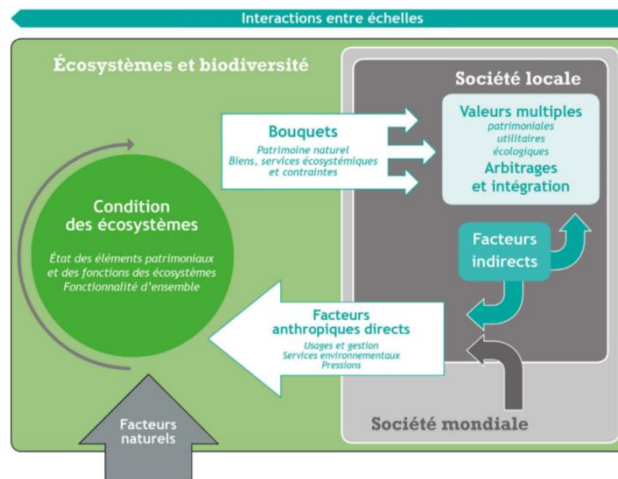 Interactions entre échelles
Écosystèmes et biodiversité
Société locale
Bouquets
Patrimoine naturel
Biens, services écosystémiques
et contraintes
Valeurs multiples
patrimoniales
utilitaires
écologiques
Arbitrages
et intégration
Condition
des écosystèmes
État des éléments patrimoniaux
et des fonctions des écosystèmes
Fonctionnalité d'ensemble
Facteurs
indirects
Facteurs
anthropiques directs
Usages et gestion
Services environnementaux
Pressions
Facteurs
naturels
Société mondiale